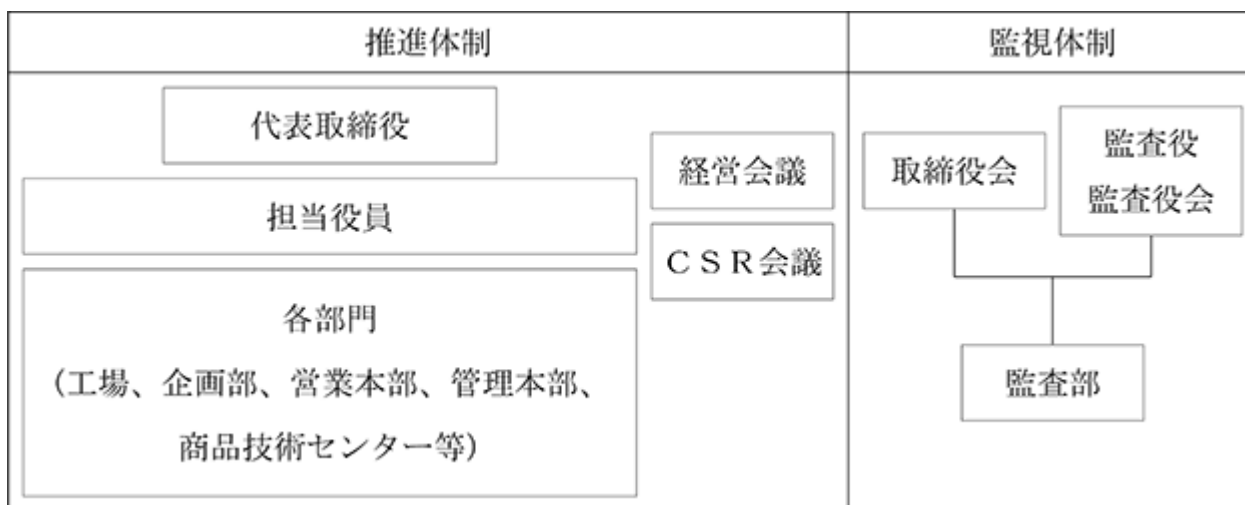 推進体制
監視体制
代表取締役
担当役員
各部門
（工場、企画部、営業本部、管理本部、
商品技術センター等）
経営会議
ＣＳＲ会議
取締役会
監査役
監査役会
監査部